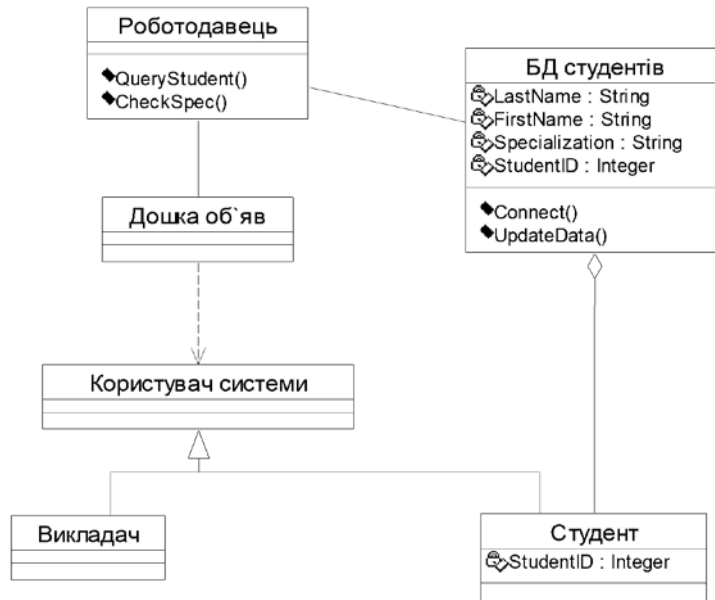 Роботодавець
QueryStudent()
CheckSpec()
БД студентів
LastName : String
FirstName : String
Specialization : String
StudentID : Integer
Connect()
UpdateData()
Дошка об`яв
Користувач системи
Викладач
Студент
StudentID : Integer